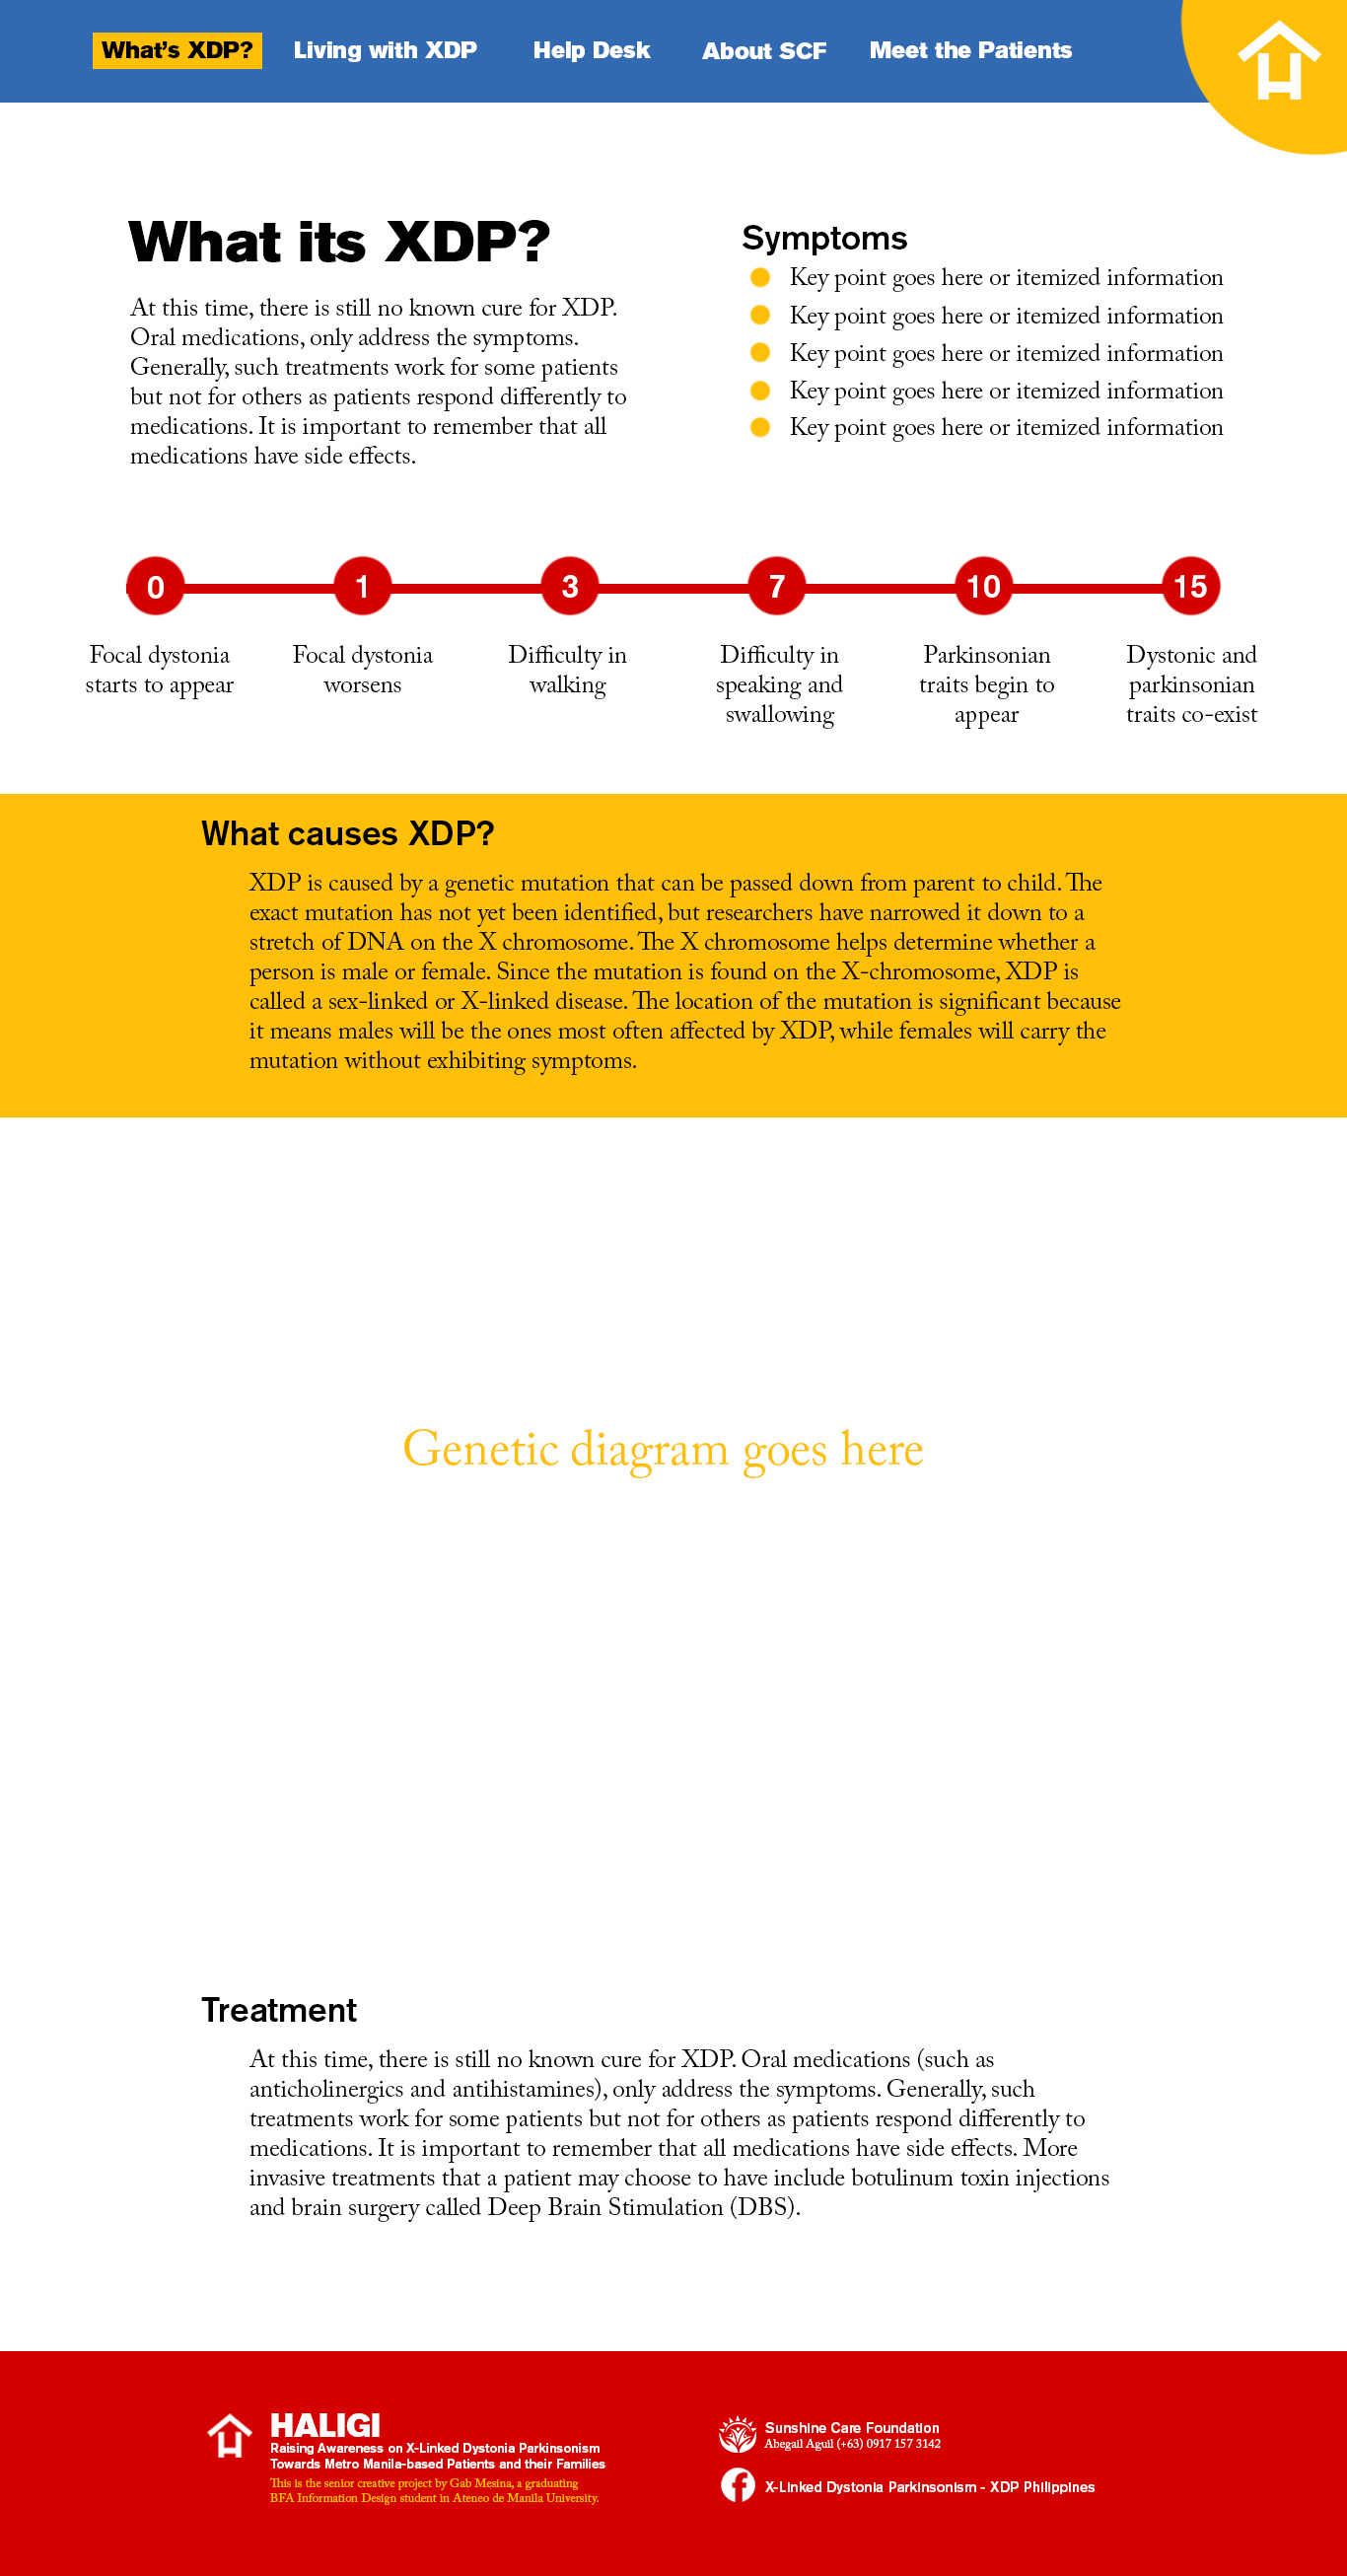 What's XDP?
Living with XDP
Help Desk
About SCF
Meet the Patients
What its XDP?
At this time, there is still no known cure for XDP.
Oral medications, only address the symptoms.
Generally, such treatments work for some patients
but not for others as patients respond differently to
medications. It is important to remember that all
medications have side effects.
Symptoms
Key point goes here or itemized information
Key point goes here or itemized information
Key point goes here or itemized information
Key point goes here or itemized information
Key point goes here or itemized information
0
Focal dystonia
starts to appear
1
Focal dystonia
worsens
3
Difficulty in
walking
7
Difficulty in
speaking and
swallowing
10
Parkinsonian
traits begin to
appear
15
Dystonic and
parkinsonian
traits co-exist
What causes XDP?
XDP is caused by a genetic mutation that can be passed down from parent to child. The
exact mutation has not yet been identified, but researchers have narrowed it down to a
stretch of DNA on the X chromosome. The X chromosome helps determine whether a
person is male or female. Since the mutation is found on the X-chromosome, XDP is
called a sex-linked or X-linked disease. The location of the mutation is significant because
it means males will be the ones most often affected by XDP, while females will carry the
mutation without exhibiting symptoms.
Genetic diagram goes here
Treatment
At this time, there is still no known cure for XDP. Oral medications (such as
anticholinergics and antihistamines), only address the symptoms. Generally, such
treatments work for some patients but not for others as patients respond differently to
medications. It is important to remember that all medications have side effects. More
invasive treatments that a patient may choose to have include botulinum toxin injections
and brain surgery called Deep Brain Stimulation (DBS).
HALIGI
Raising Awareness on X-Linked Dystonia Parkinsonism
Towards Metro Manila-based Patients and their Families
This is the senior creative project by Gab Mesina, a graduating
BFA Information Design student in Ateneo de Manila University.
Sunshine Care Foundation
Abegail Aguil (+63) 0917 157 3142
X-Linked Dystonia Parkinsonism - XDP Philippines